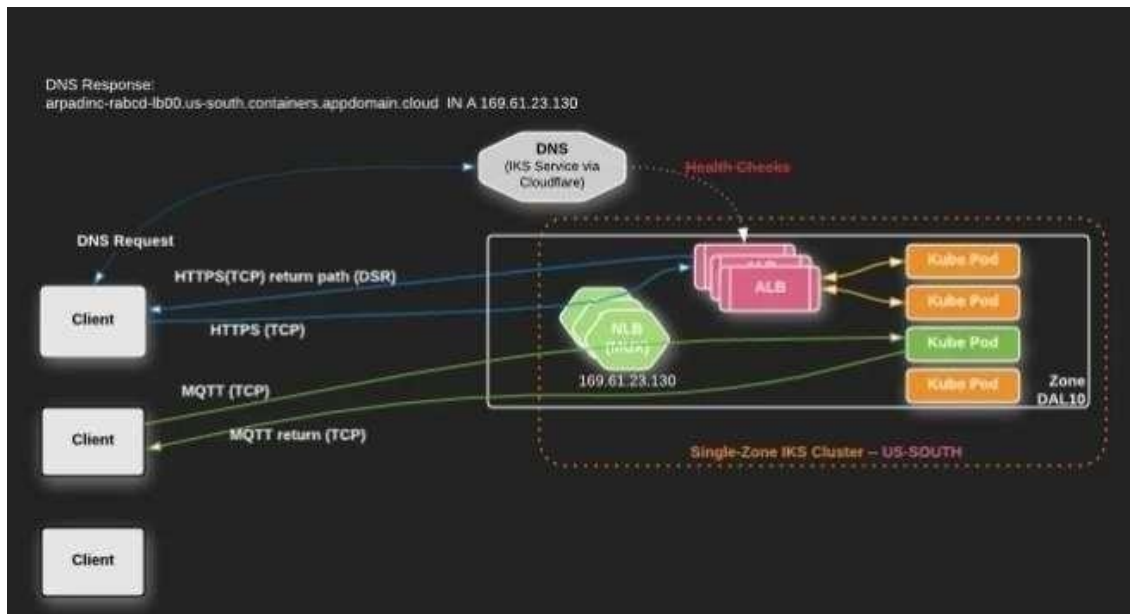 DNS Response:
arpadinc-rabcd-lb00.us-south.containers.appdomain.cloud IN A 169.61.23.130
DNS
(IKS Service via
Cloudflare)
Health Checks
DNS Request
HTTPS(TCP) return path (DSR)
Client
HTTPS (TCP)
ALB
ALB
Kube Pod
Kube Pod
NLB
(MUX)
Kube Pod
169.61.23.130
Kube Pod
Zone
DAL10
MQTT (TCP)
Client
MQTT return (TCP)
Single-Zone IKS Cluster -- US-SOUTH
Client